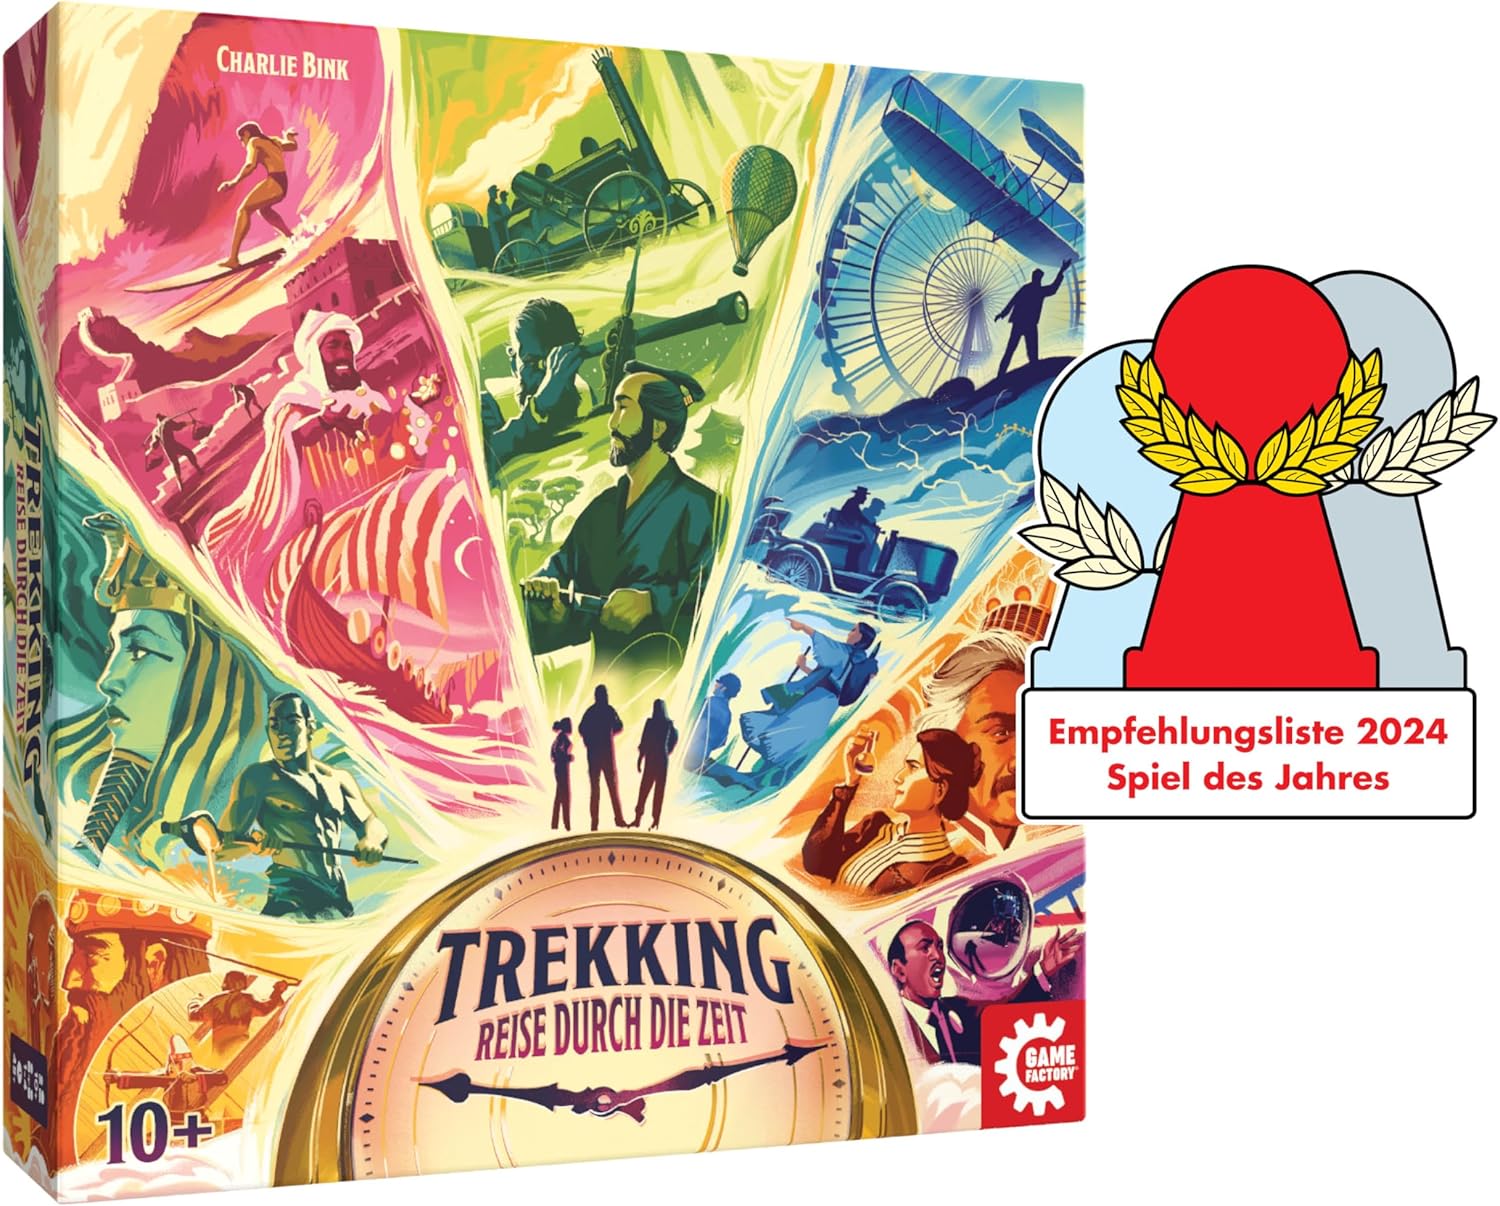 CHARLIE BINK
TREKKING
REISE DURCH DIE ZEIT
TREKKING
REISE DURCH DIE ZEIT
10+
GAME
FACTORY®
Empfehlungsliste 2024
Spiel des Jahres